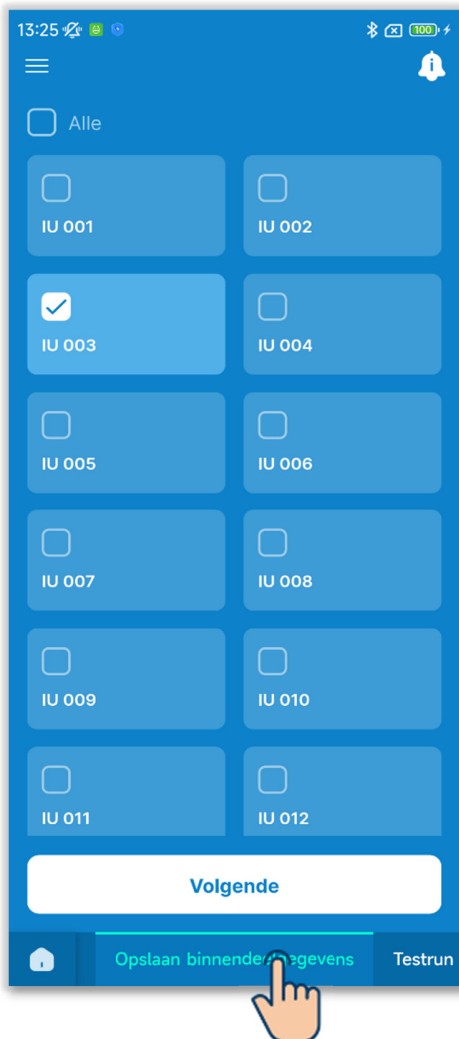 13:25 100
Alle
IU 001 IU 002
IU 003 IU 004
IU 005 IU 006
IU 007 IU 008
IU 009 IU 010
IU 011 IU 012
Volgende
Opslaan Testrun